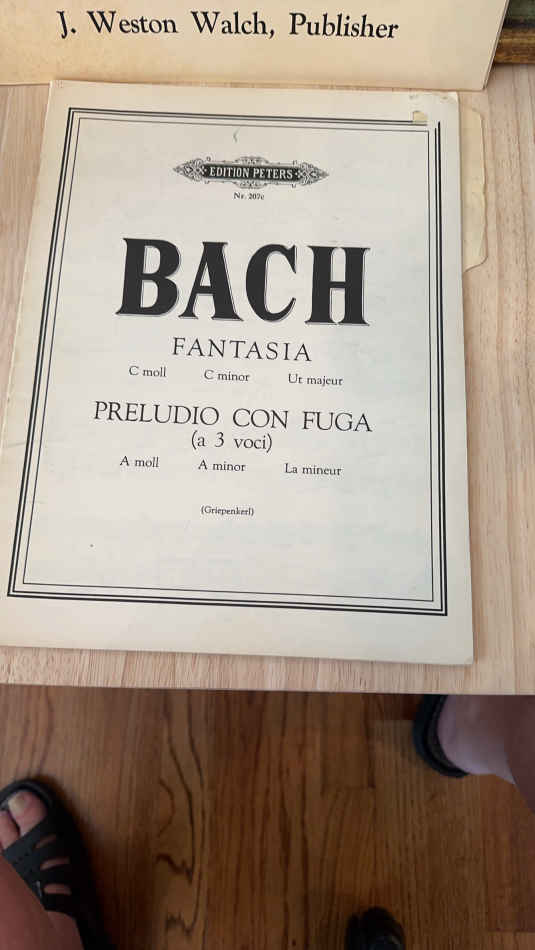 J. Weston Walch, Publisher
EDITION PETERS
Nr. 207c
BACH
FANTASIA
C moll C minor Ut majeur
PRELUDIO CON FUGA
(a 3 voci)
A moll A minor La mineur
(Griepenkerl)